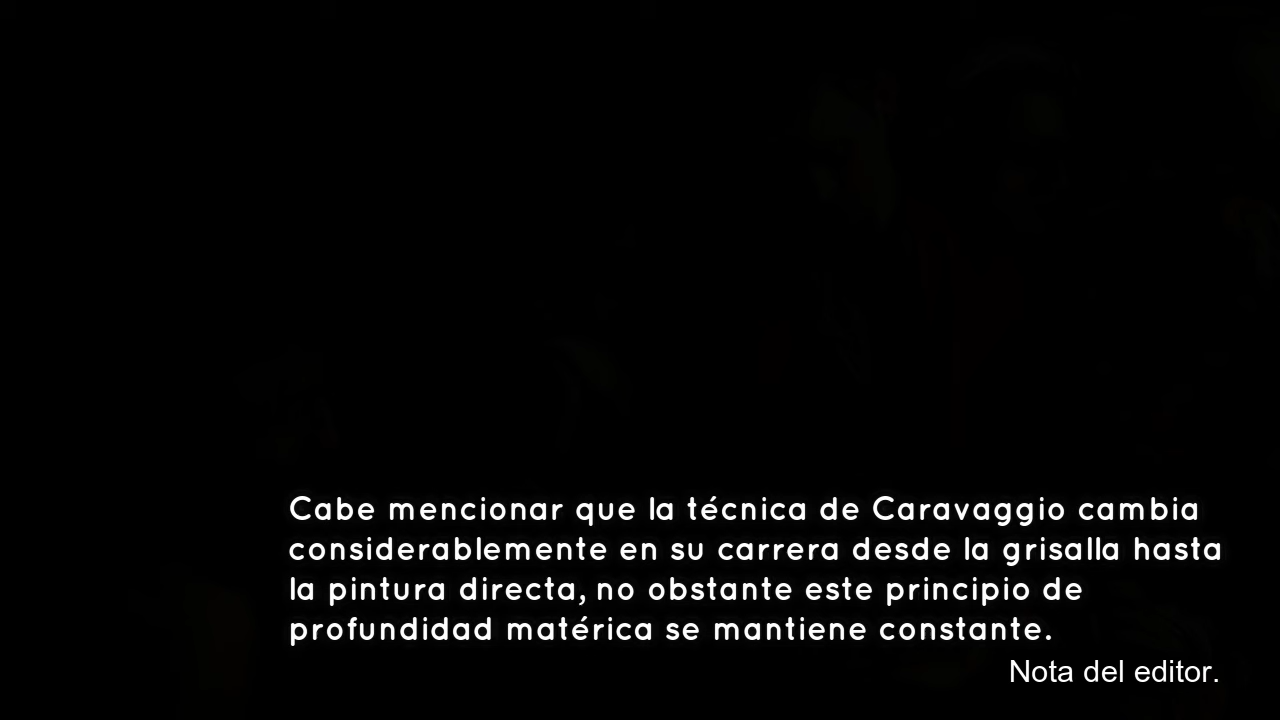 Cabe mencionar que la técnica de Caravaggio cambia
considerablemente en su carrera desde la grisalla hasta
la pintura directa, no obstante este principio de
profundidad matérica se mantiene constante.
Nota del editor.